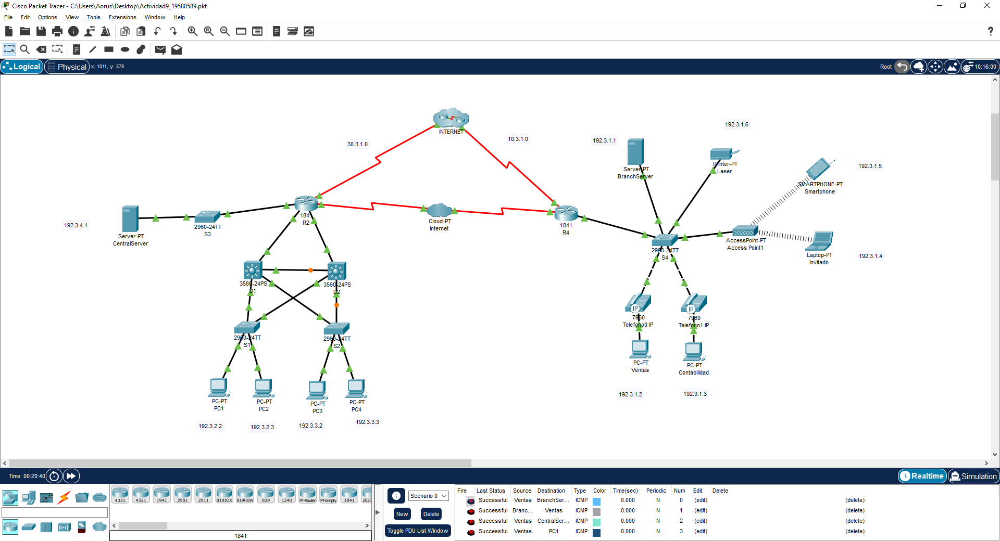 Cisco Packet Tracer - C:\Users\Aorus\Desktop\Actividad9_19580589.pkt
File Edit Options View Tools Extensions Window Help
?
Logical Physical x: 1011, y: 378
Root 10:16:00
INTERNET
30.3.1.0
10.3.1.0
192.3.1.6
192.3.1.1
Server-PT
BranchServer
Printer-PT
Laser
192.3.1.5
SMARTPHONE-PT
Smartphone
192.3.4.1
Server-PT
CentralServer
2960-24TT
S3
184
R2
Cloud-PT
Internet
1841
R4
2960-24TT
S4
AccessPoint-PT
Access Point1
Laptop-PT
Invitado
192.3.1.4
3560-24PS
D1
3560-24PS
D2
IP
7960
Telefono0 IP
IP
7960
Telefono1 IP
2960-24TT
S1
2960-24TT
S2
PC-PT
Ventas
PC-PT
Contabilidad
192.3.1.2
192.3.1.3
PC-PT
PC1
PC-PT
PC2
PC-PT
PC3
PC-PT
PC4
192.3.2.2
192.3.2.3
192.3.3.2
192.3.3.3
Time: 00:20:40
Realtime Simulation
4331 4321 1941 2901 2911 819IOX 819HGW 829 1240 PT-Router PT-Empty 1841 2620
1841
Scenario 0
New Delete
Toggle PDU List Window
Fire Last Status Source Destination Type Color Time(sec) Periodic Num Edit Delete
Successful Ventas BranchSer... ICMP 0.000 N 0 (edit) (delete)
Successful Branc... Ventas ICMP 0.000 N 1 (edit) (delete)
Successful Ventas CentralSer... ICMP 0.000 N 2 (edit) (delete)
Successful Ventas PC1 ICMP 0.000 N 3 (edit) (delete)